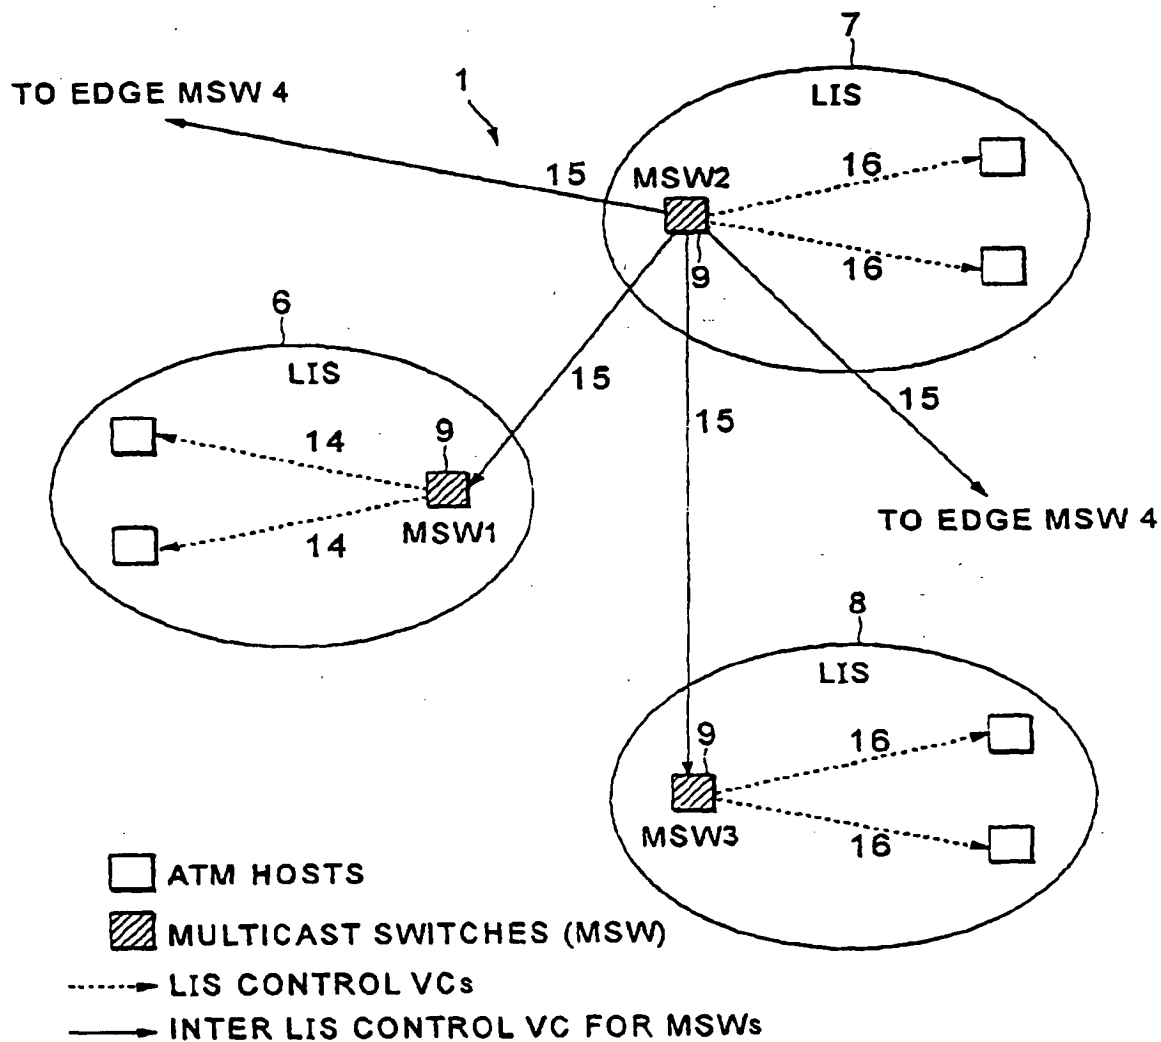 7
TO EDGE MSW 4
1
LIS
15
MSW2
16
16
9
6
LIS
15
15
15
14
9
MSW1
14
TO EDGE MSW 4
8
LIS
9
16
MSW3
16
ATM HOSTS
MULTICAST SWITCHES (MSW)
LIS CONTROL VCs
INTER LIS CONTROL VC FOR MSWs